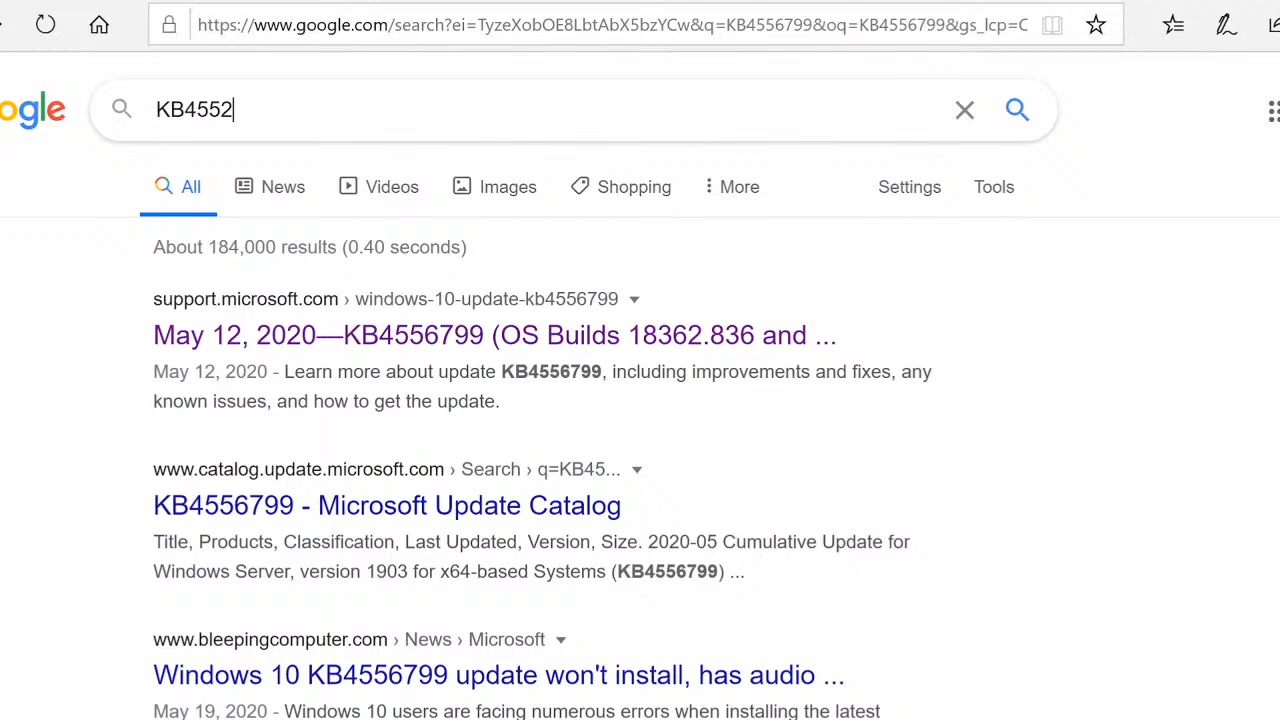 https://www.google.com/search?ei=TyzeXobOE8LbtAbX5bzYCw&q=KB4556799&oq=KB4556799&gs_lcp=C
ogle
KB4552
All News Videos Images Shopping More Settings Tools
About 184,000 results (0.40 seconds)
support.microsoft.com › windows-10-update-kb4556799
May 12, 2020—KB4556799 (OS Builds 18362.836 and ...
May 12, 2020 - Learn more about update KB4556799, including improvements and fixes, any
known issues, and how to get the update.
www.catalog.update.microsoft.com › Search › q=KB45...
KB4556799 - Microsoft Update Catalog
Title, Products, Classification, Last Updated, Version, Size. 2020-05 Cumulative Update for
Windows Server, version 1903 for x64-based Systems (KB4556799) ...
www.bleepingcomputer.com › News › Microsoft
Windows 10 KB4556799 update won't install, has audio ...
May 19, 2020 - Windows 10 users are facing numerous errors when installing the latest